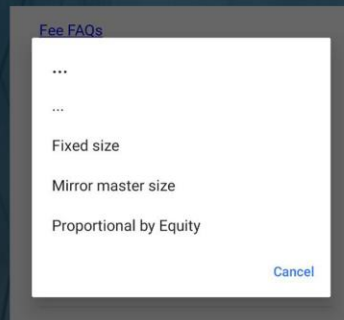 Fee FAQs
...
...
Fixed size
Mirror master size
Proportional by Equity
Cancel